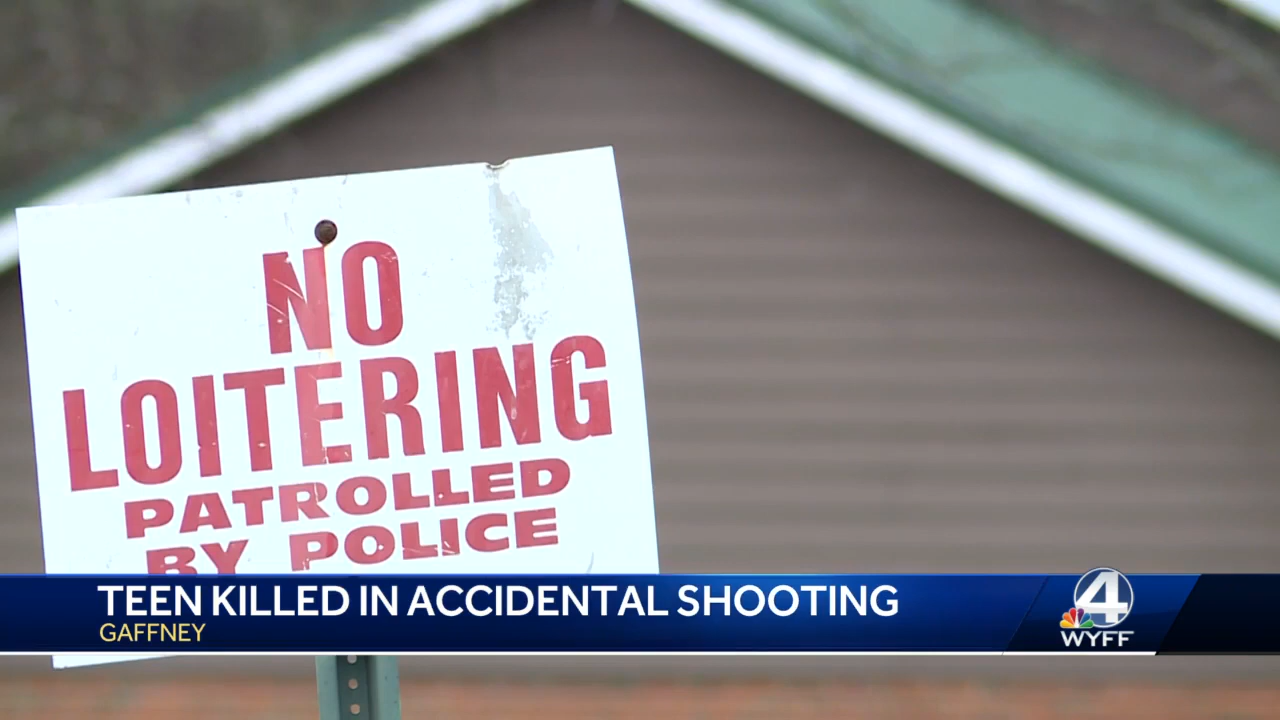 NO
LOITERING
PATROLLED
BY POLICE
TEEN KILLED IN ACCIDENTAL SHOOTING
GAFFNEY
4
WYFF